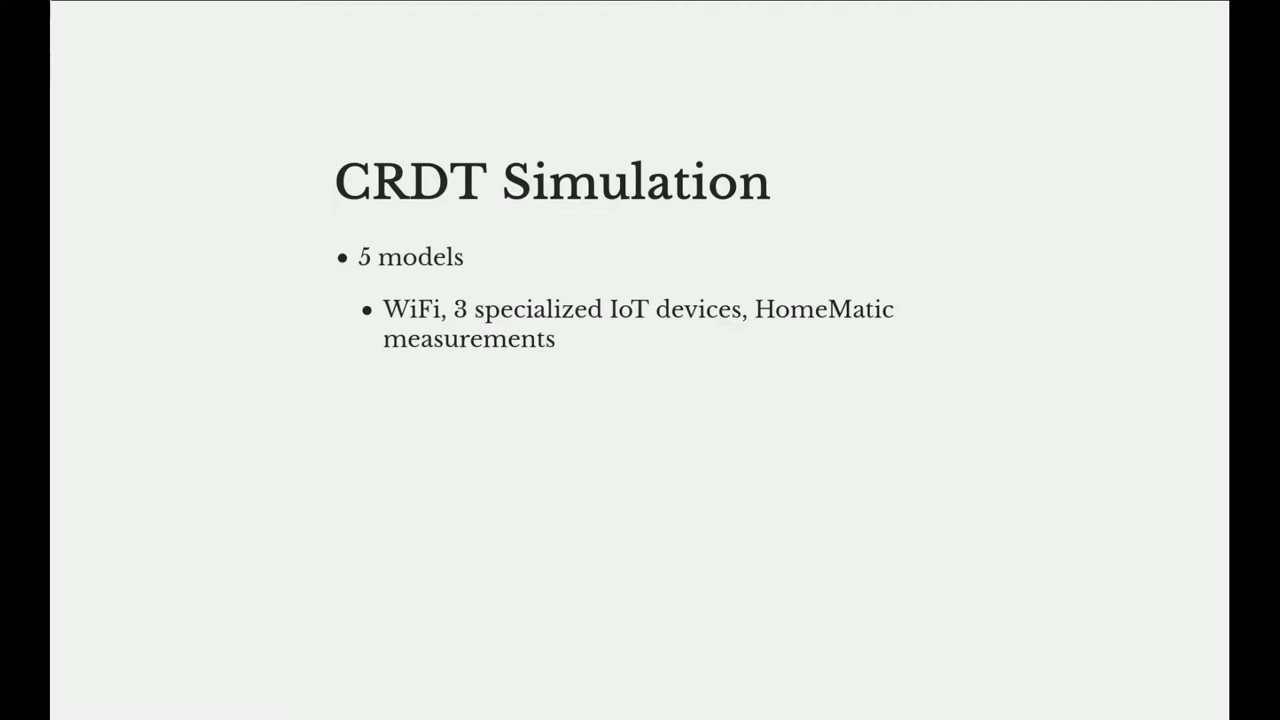 CRDT Simulation
• 5 models
• WiFi, 3 specialized IoT devices, HomeMatic
measurements